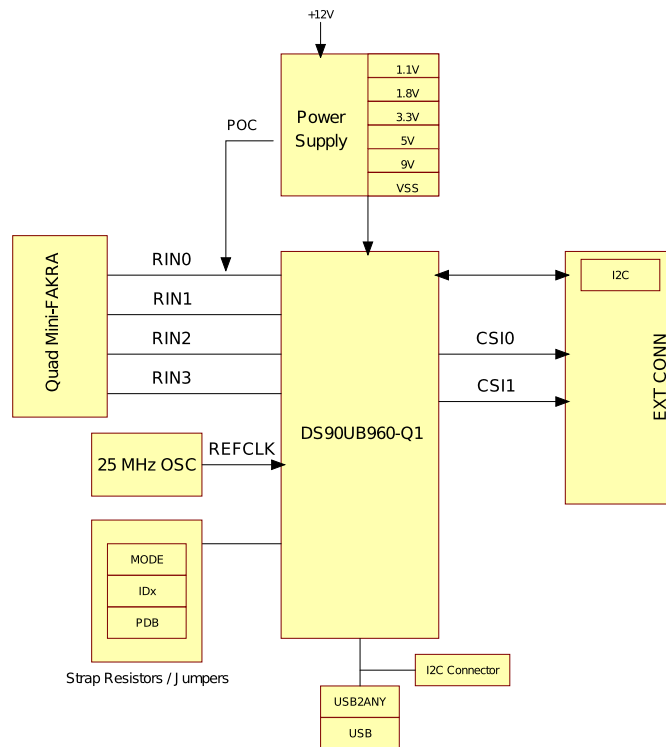 +12V
Power
Supply
1.1V
1.8V
3.3V
5V
9V
VSS
POC
Quad Mini-FAKRA
RIN0
RIN1
RIN2
RIN3
DS90UB960-Q1
I2C
EXT CONN
CSI0
CSI1
25 MHz OSC
REFCLK
MODE
IDx
PDB
Strap Resistors / Jumpers
I2C Connector
USB2ANY
USB